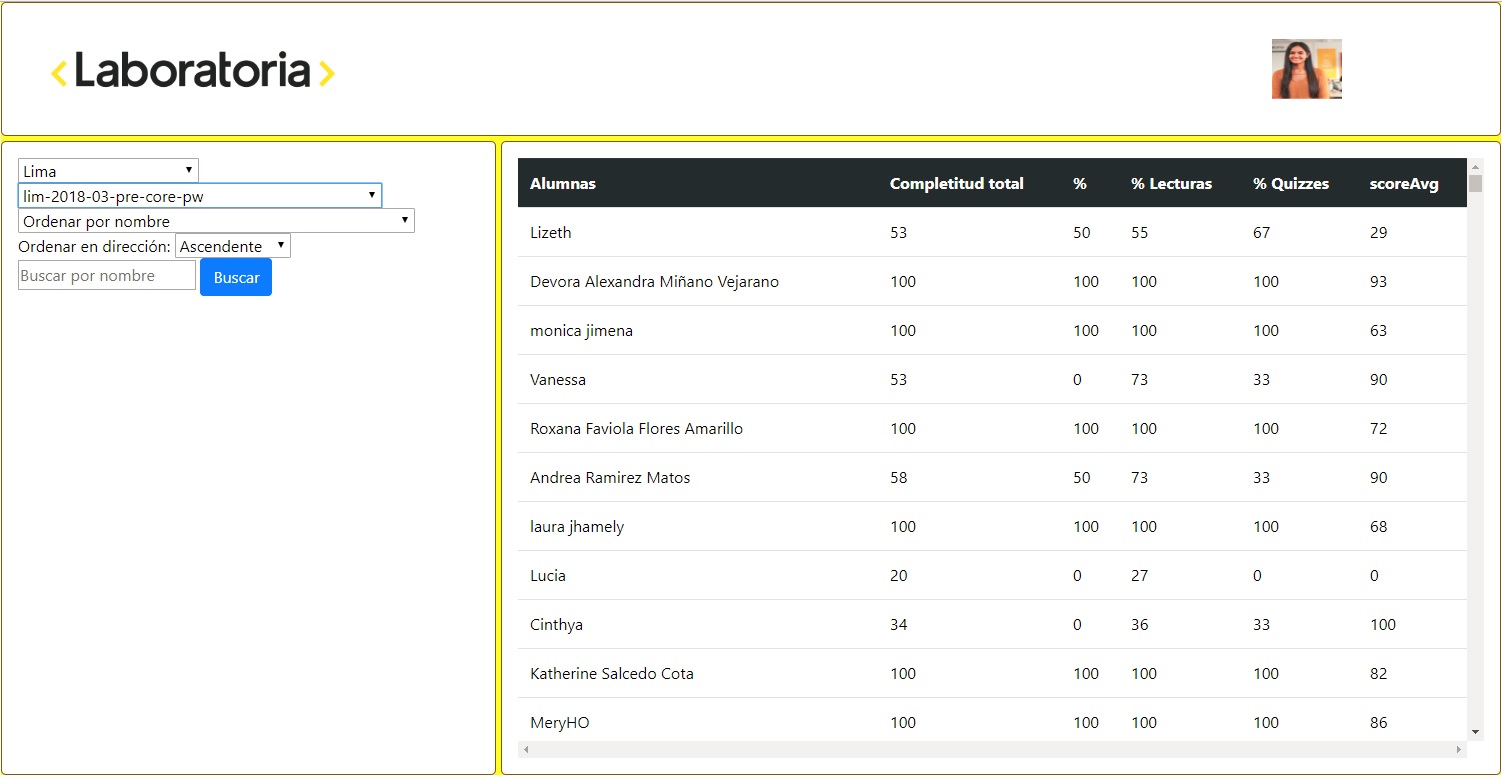 < Laboratoria >
Lima
lim-2018-03-pre-core-pw
Ordenar por nombre
Ordenar en dirección: Ascendente
Buscar por nombre Buscar
Alumnas Completitud total % % Lecturas % Quizzes scoreAvg
Lizeth 53 50 55 67 29
Devora Alexandra Miñano Vejarano 100 100 100 100 93
monica jimena 100 100 100 100 63
Vanessa 53 0 73 33 90
Roxana Faviola Flores Amarillo 100 100 100 100 72
Andrea Ramirez Matos 58 50 73 33 90
laura jhamely 100 100 100 100 68
Lucia 20 0 27 0 0
Cinthya 34 0 36 33 100
Katherine Salcedo Cota 100 100 100 100 82
MeryHO 100 100 100 100 86